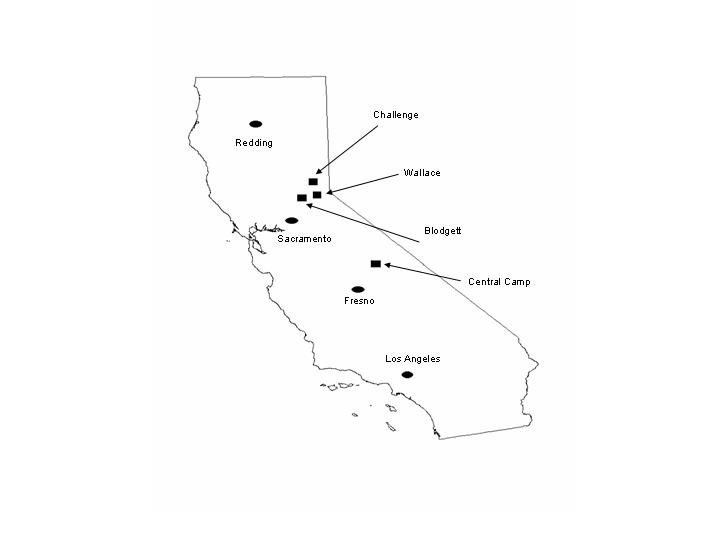 Challenge
Redding
Wallace
Blodgett
Sacramento
Central Camp
Fresno
Los Angeles